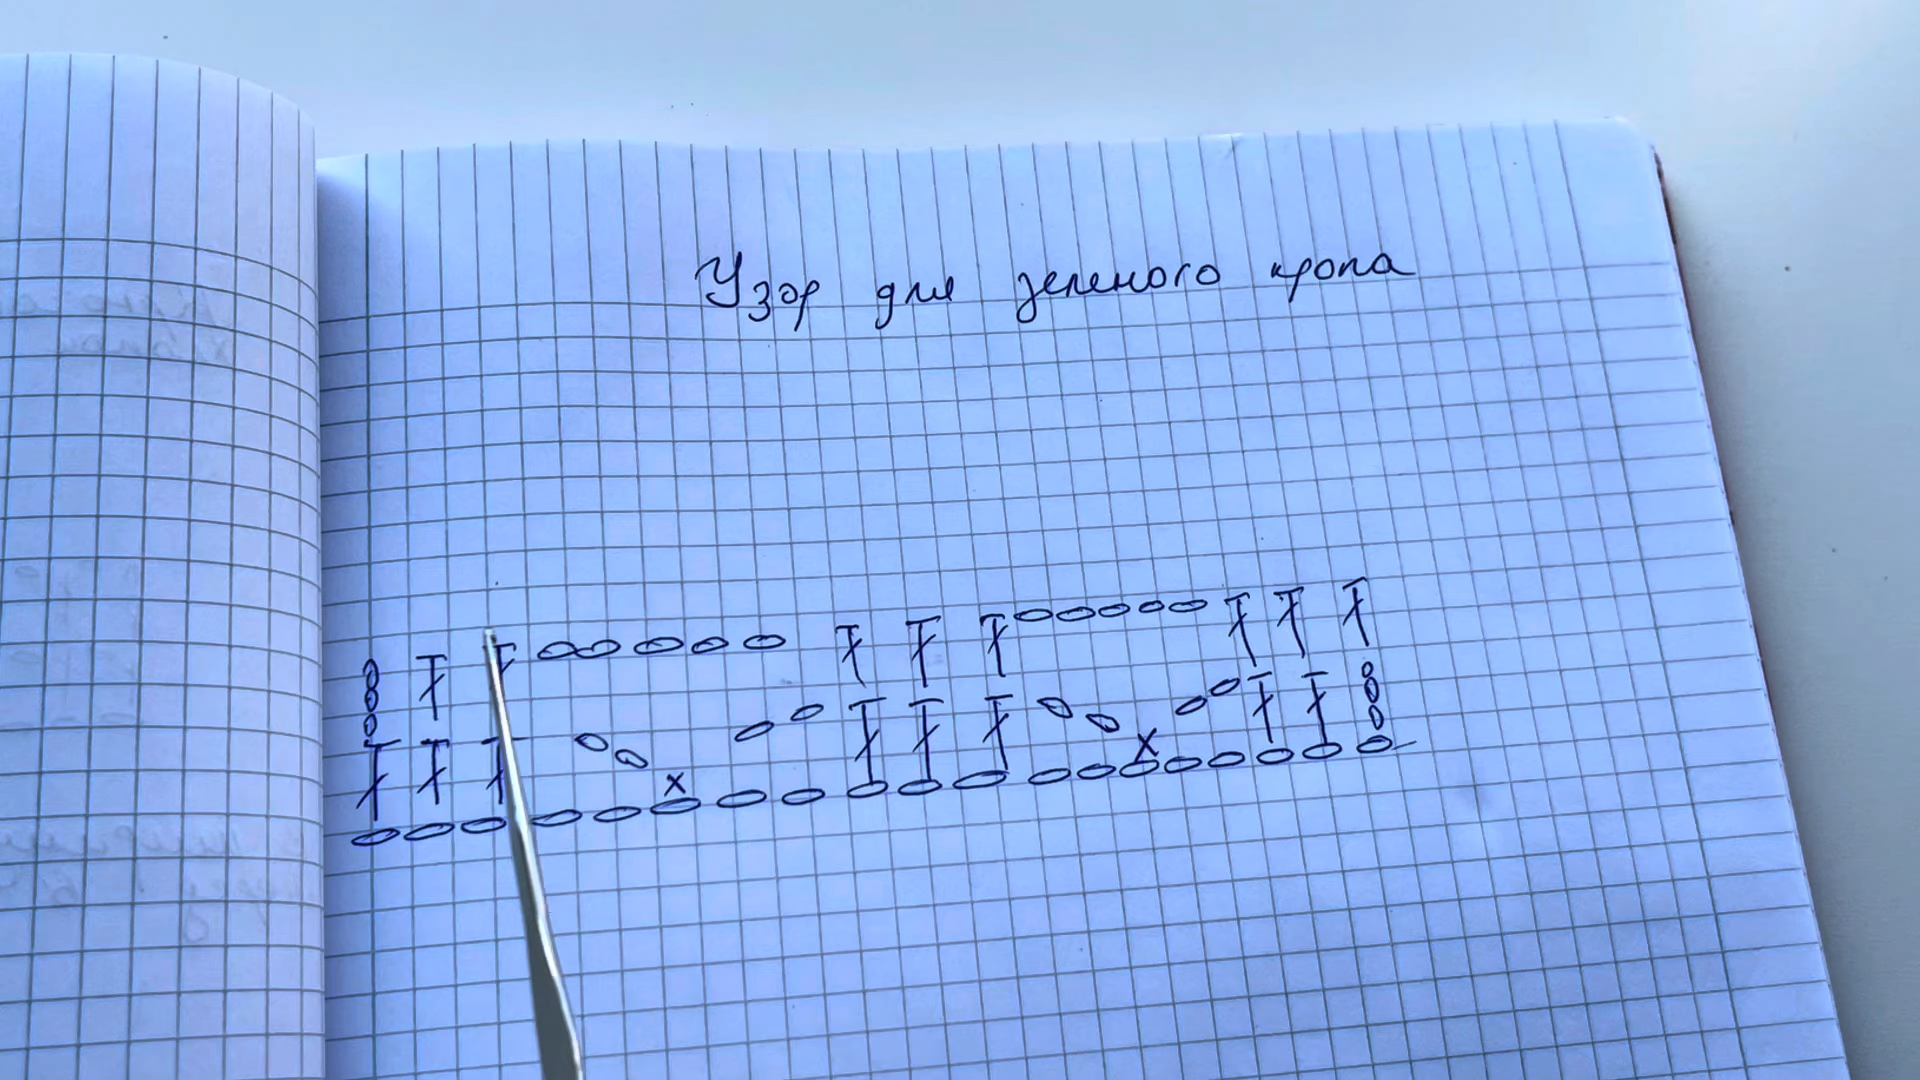 Узор для зеленого кропа